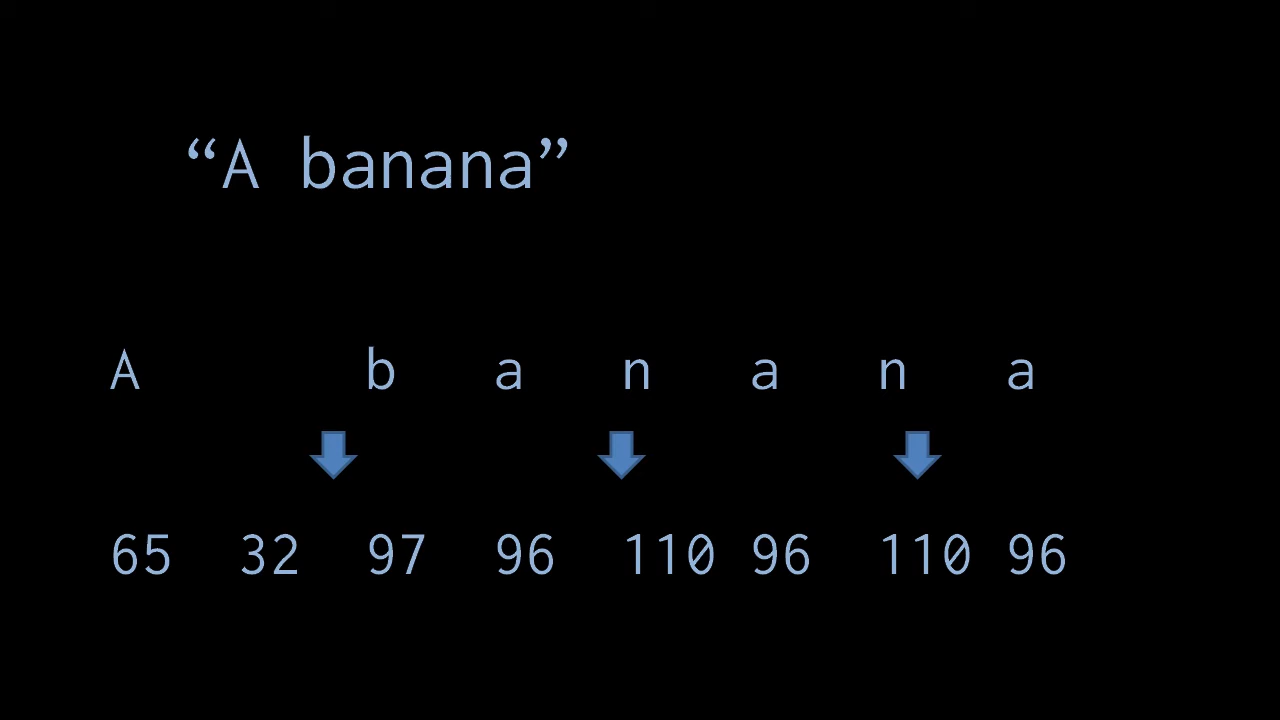 “A banana”
A b a n a n a
65 32 97 96 110 96 110 96